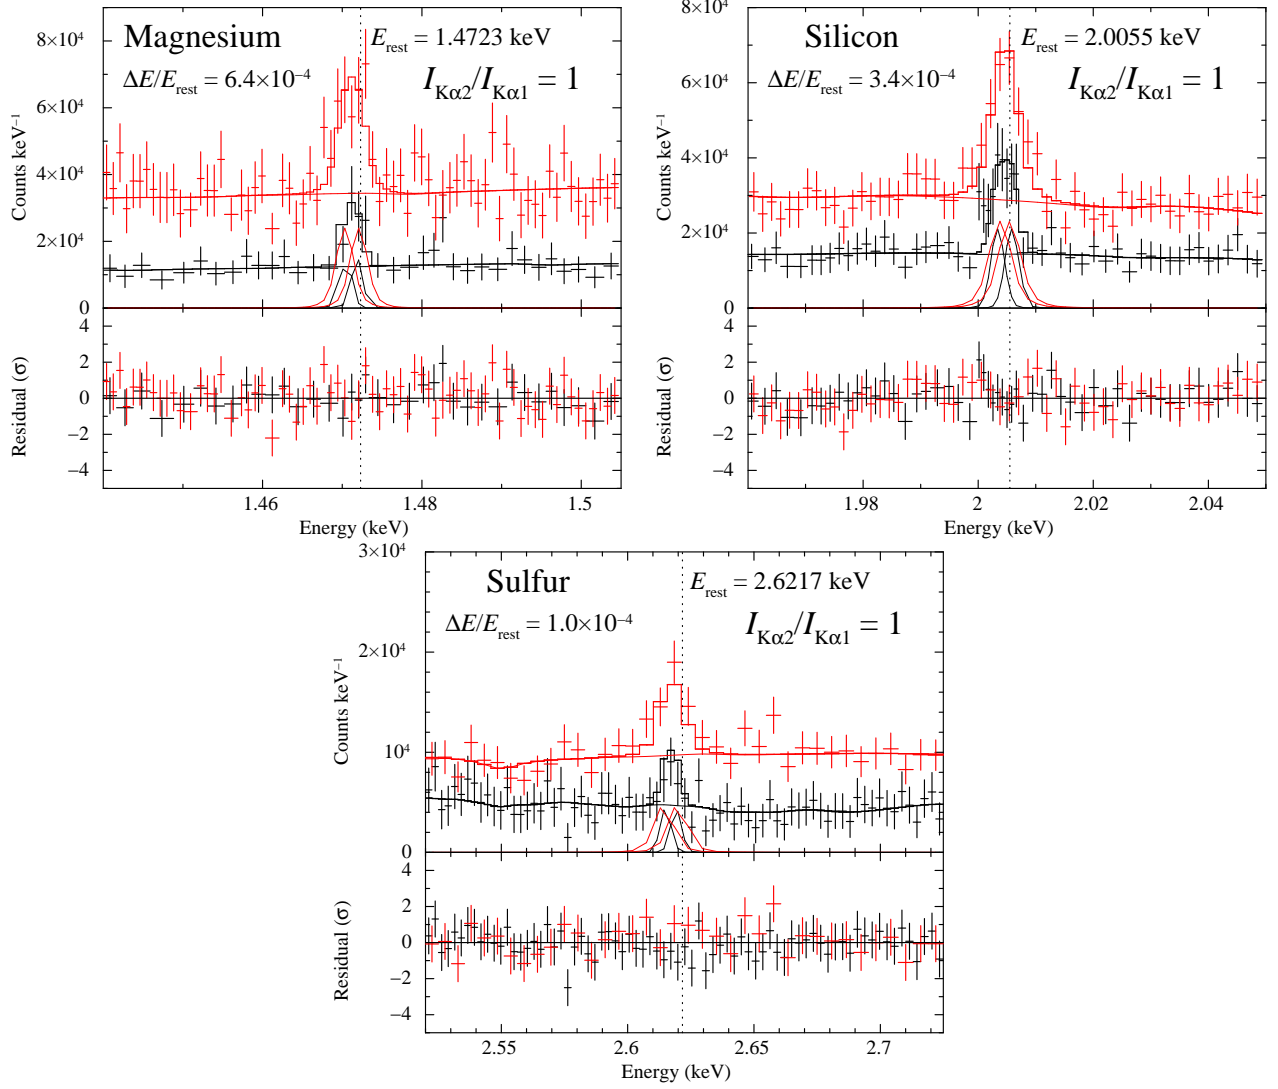 Magnesium
E_rest = 1.4723 keV
ΔE/E_rest = 6.4×10⁻⁴
I_Kα2/I_Kα1 = 1
8×10⁴
6×10⁴
4×10⁴
2×10⁴
0
Counts keV⁻¹
4
2
0
−2
−4
Residual (σ)
1.46 1.48 1.5
Energy (keV)
Silicon
E_rest = 2.0055 keV
ΔE/E_rest = 3.4×10⁻⁴
I_Kα2/I_Kα1 = 1
8×10⁴
6×10⁴
4×10⁴
2×10⁴
0
Counts keV⁻¹
4
2
0
−2
−4
Residual (σ)
1.98 2 2.02 2.04
Energy (keV)
Sulfur
E_rest = 2.6217 keV
ΔE/E_rest = 1.0×10⁻⁴
I_Kα2/I_Kα1 = 1
3×10⁴
2×10⁴
10⁴
0
Counts keV⁻¹
4
2
0
−2
−4
Residual (σ)
2.55 2.6 2.65 2.7
Energy (keV)